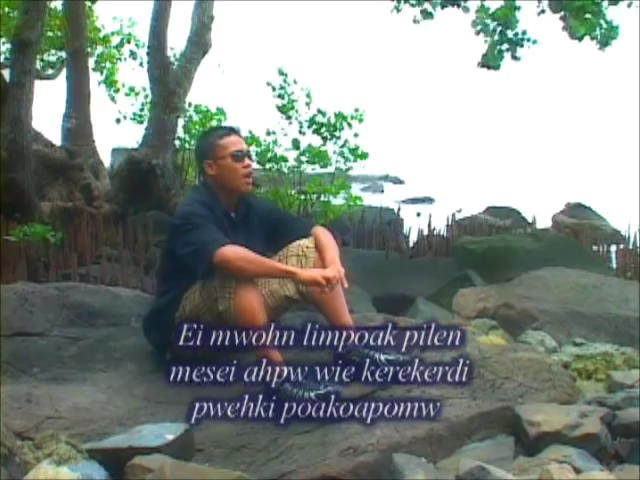 Ei mwohn limpoak pilen
mesei ahpw wie kerekerdi
pwehki poakoapomw